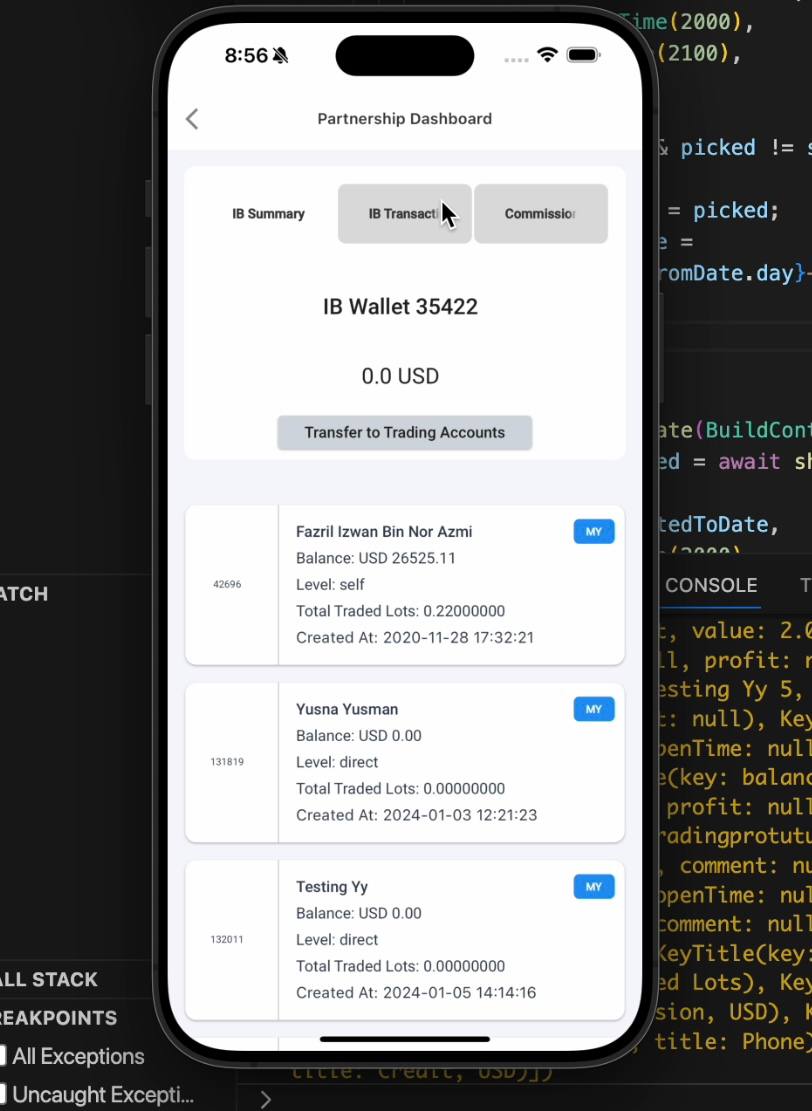 Time(2000),
(2100),
8:56
Partnership Dashboard
& picked != s
IB Summary
IB Transacti
Commissior
= picked;
e =
romDate.day}-
IB Wallet 35422
0.0 USD
Transfer to Trading Accounts
ate(BuildCont
ed = await sh
tedToDate,
(2000)
Fazril Izwan Bin Nor Azmi
MY
Balance: USD 26525.11
42696
Level: self
Total Traded Lots: 0.22000000
Created At: 2020-11-28 17:32:21
ATCH
CONSOLE
T
t, value: 2.0
ll, profit: n
esting Yy 5,
t: null), Key
Yusna Yusman
MY
Balance: USD 0.00
131819
Level: direct
Total Traded Lots: 0.00000000
Created At: 2024-01-03 12:21:23
penTime: null
e(key: balanc
profit: null
radingprotutu
, comment: nu
Testing Yy
MY
Balance: USD 0.00
132011
Level: direct
Total Traded Lots: 0.00000000
Created At: 2024-01-05 14:14:16
openTime: nul
comment: null
KeyTitle(key:
ed Lots), Key
sion, USD), K
, title: Phone)
title: Credit, USD)])
ALL STACK
REAKPOINTS
All Exceptions
Uncaught Excepti...
>